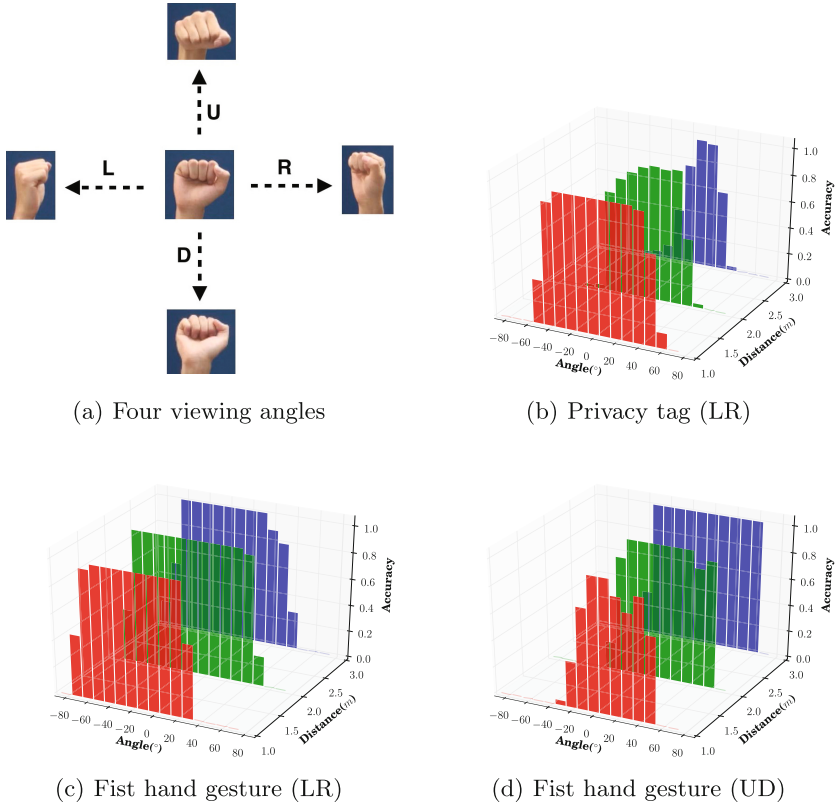 U
L
R
D
(a) Four viewing angles
Accuracy
1.0
0.8
0.6
0.4
0.2
0.0
3.0
2.5
2.0
1.5
1.0
Distance(m)
−80 −60 −40 −20 0 20 40 60 80
Angle(°)
(b) Privacy tag (LR)
Accuracy
1.0
0.8
0.6
0.4
0.2
0.0
3.0
2.5
2.0
1.5
1.0
Distance(m)
−80 −60 −40 −20 0 20 40 60 80
Angle(°)
(c) Fist hand gesture (LR)
Accuracy
1.0
0.8
0.6
0.4
0.2
0.0
3.0
2.5
2.0
1.5
1.0
Distance(m)
−80 −60 −40 −20 0 20 40 60 80
Angle(°)
(d) Fist hand gesture (UD)